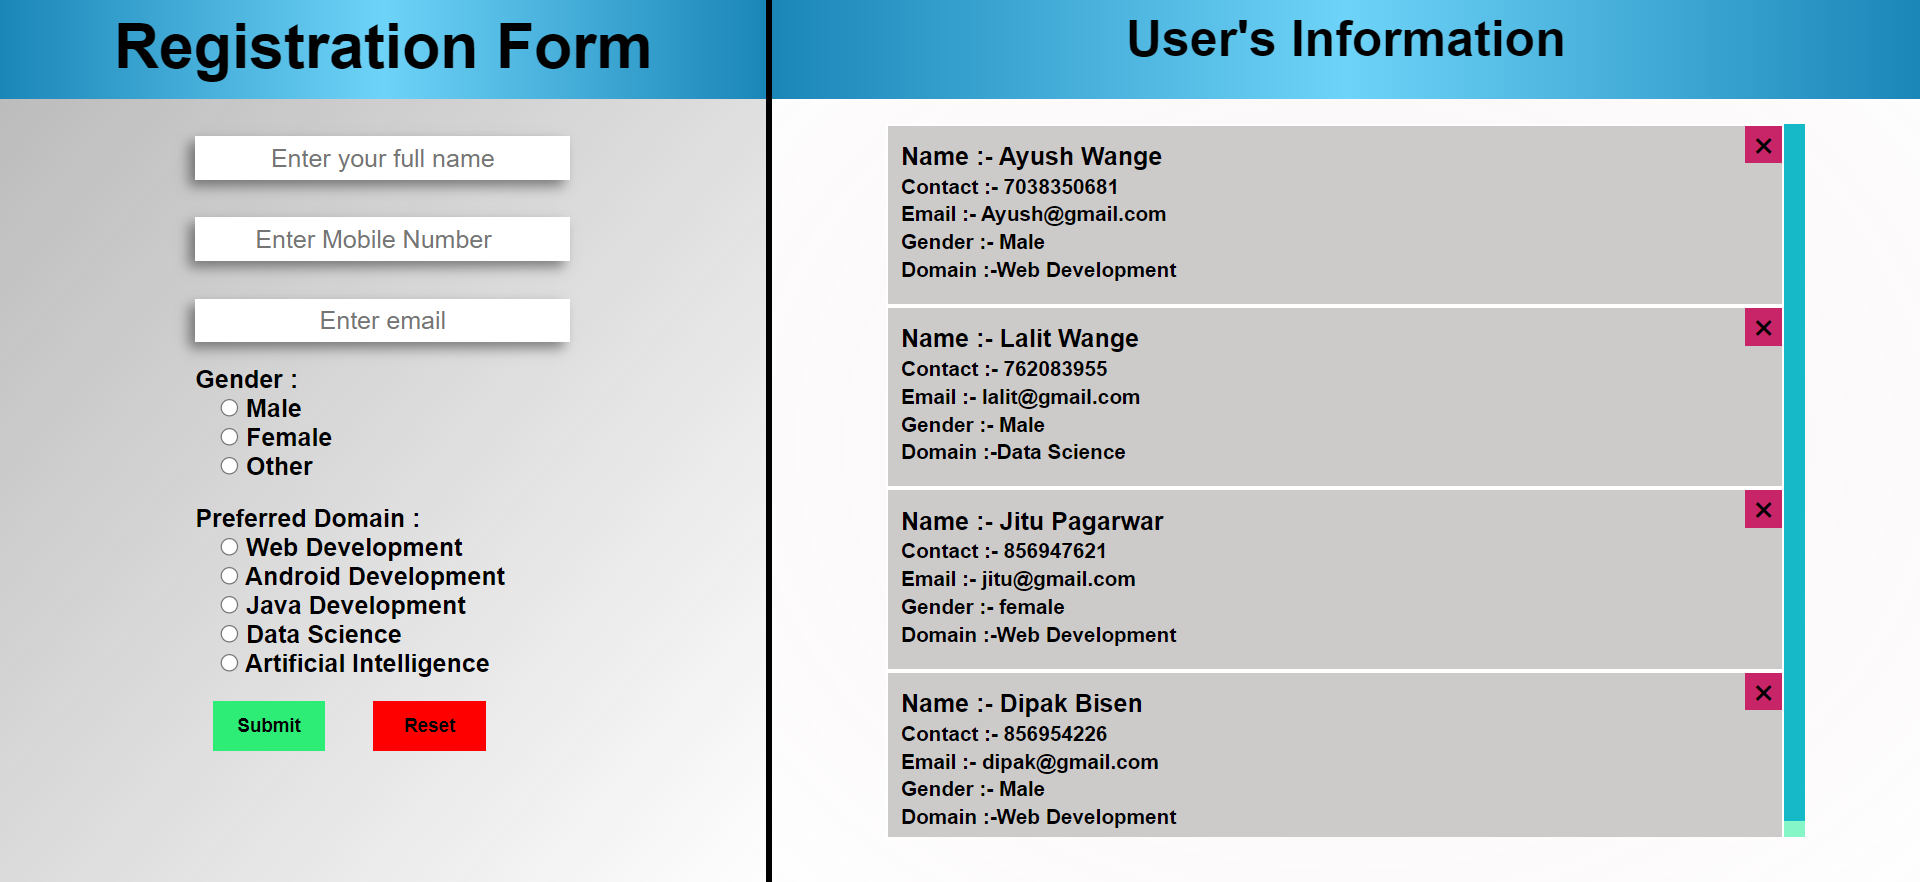 Registration Form
Enter your full name
Enter Mobile Number
Enter email
Gender :
Male
Female
Other
Preferred Domain :
Web Development
Android Development
Java Development
Data Science
Artificial Intelligence
Submit
Reset
User's Information
Name :- Ayush Wange
Contact :- 7038350681
Email :- Ayush@gmail.com
Gender :- Male
Domain :-Web Development
Name :- Lalit Wange
Contact :- 762083955
Email :- lalit@gmail.com
Gender :- Male
Domain :-Data Science
Name :- Jitu Pagarwar
Contact :- 856947621
Email :- jitu@gmail.com
Gender :- female
Domain :-Web Development
Name :- Dipak Bisen
Contact :- 856954226
Email :- dipak@gmail.com
Gender :- Male
Domain :-Web Development